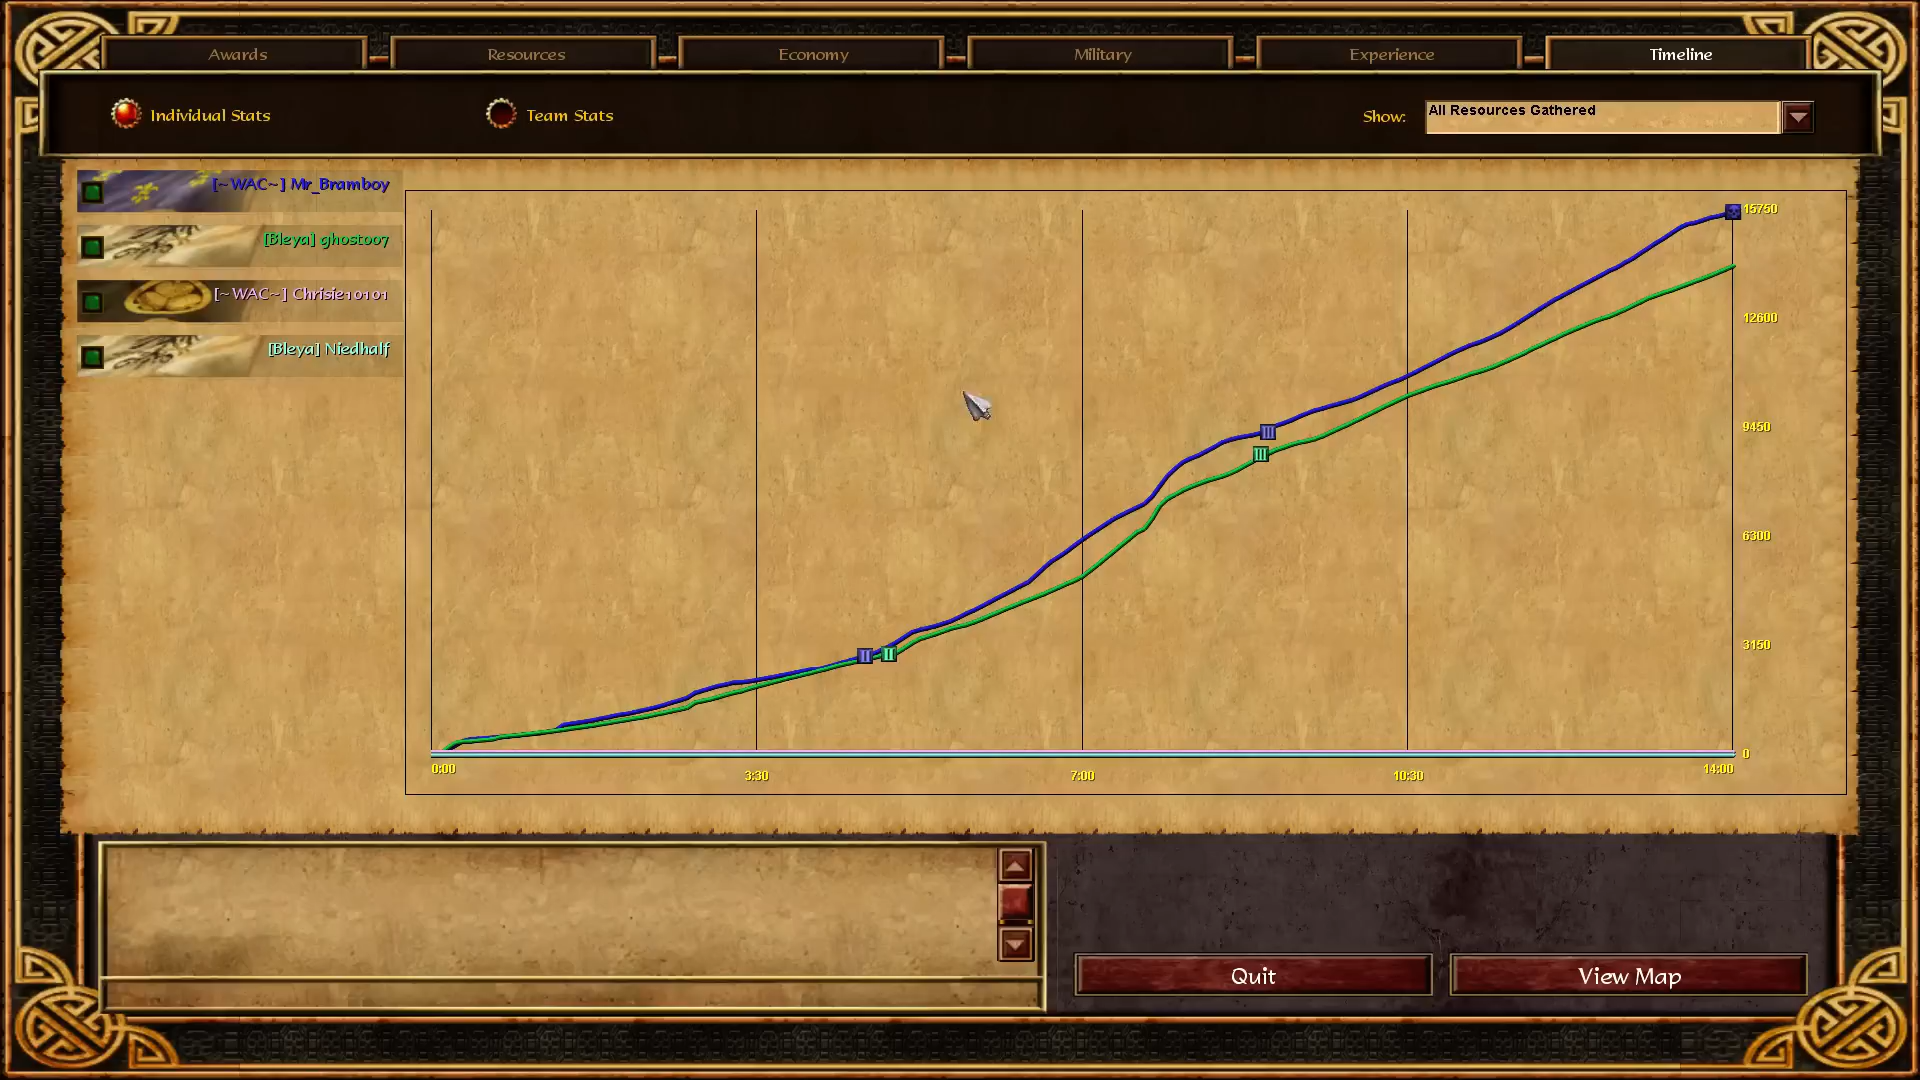 Awards
Resources
Economy
Military
Experience
Timeline
Individual Stats
Team Stats
Show:
All Resources Gathered
[~WAC~] Mr_Bramboy
[Bleya] ghost007
[~WAC~] Chrisie10101
[Bleya] Niedhalf
15750
12600
9450
6300
3150
0
III
III
II
II
0:00
3:30
7:00
10:30
14:00
Quit
View Map